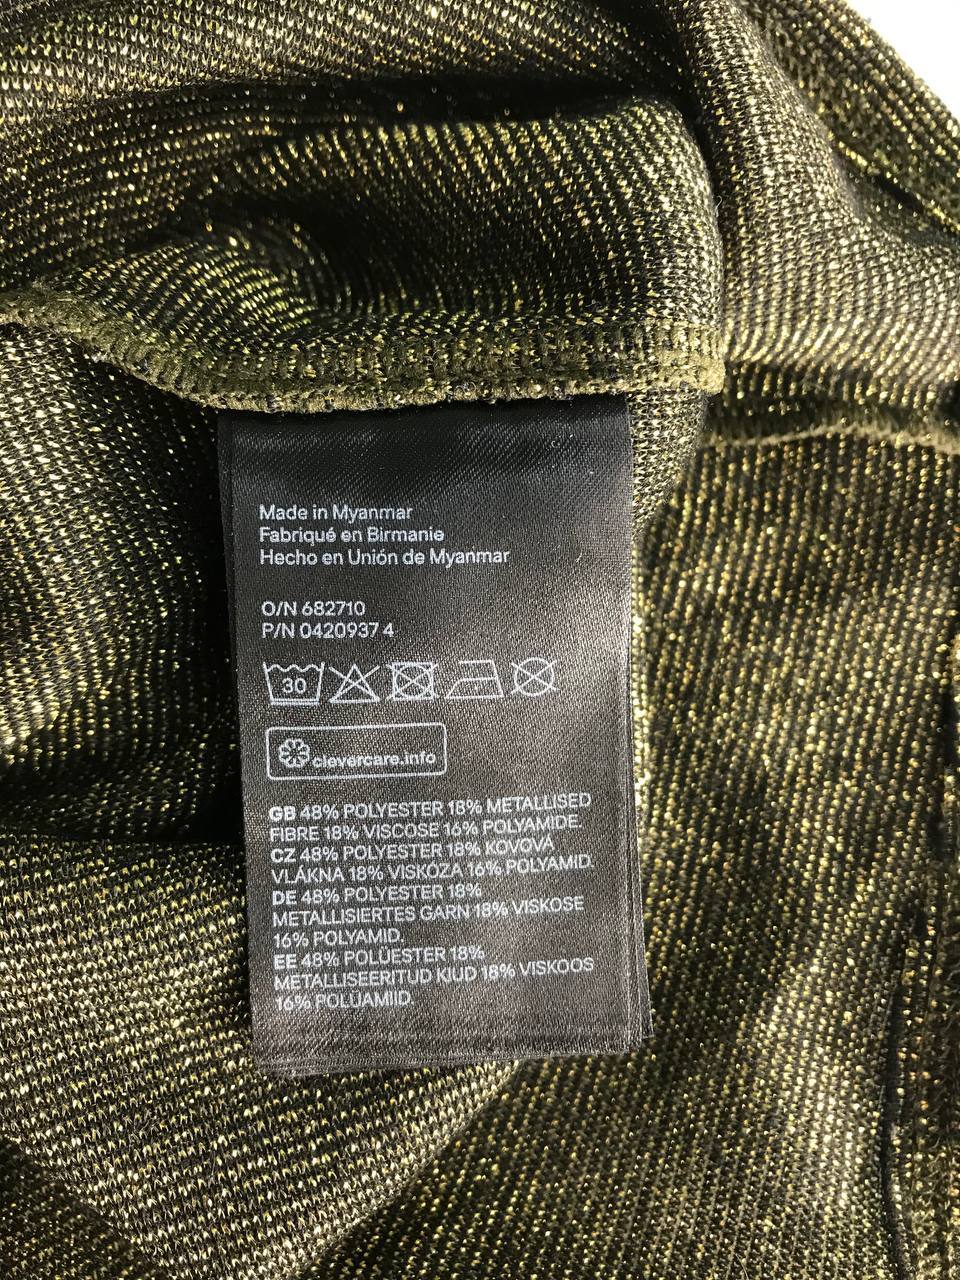 Made in Myanmar
Fabriqué en Birmanie
Hecho en Unión de Myanmar
O/N 682710
P/N 0420937 4
30
clevercare.info
GB 48% POLYESTER 18% METALLISED
FIBRE 18% VISCOSE 16% POLYAMIDE.
CZ 48% POLYESTER 18% KOVOVÁ
VLÁKNA 18% VISKÓZA 16% POLYAMID.
DE 48% POLYESTER 18%
METALLISIERTES GARN 18% VISKOSE
16% POLYAMID.
EE 48% POLÜESTER 18%
METALLISEERITUD KIUD 18% VISKOOS
16% POLÜAMIID.